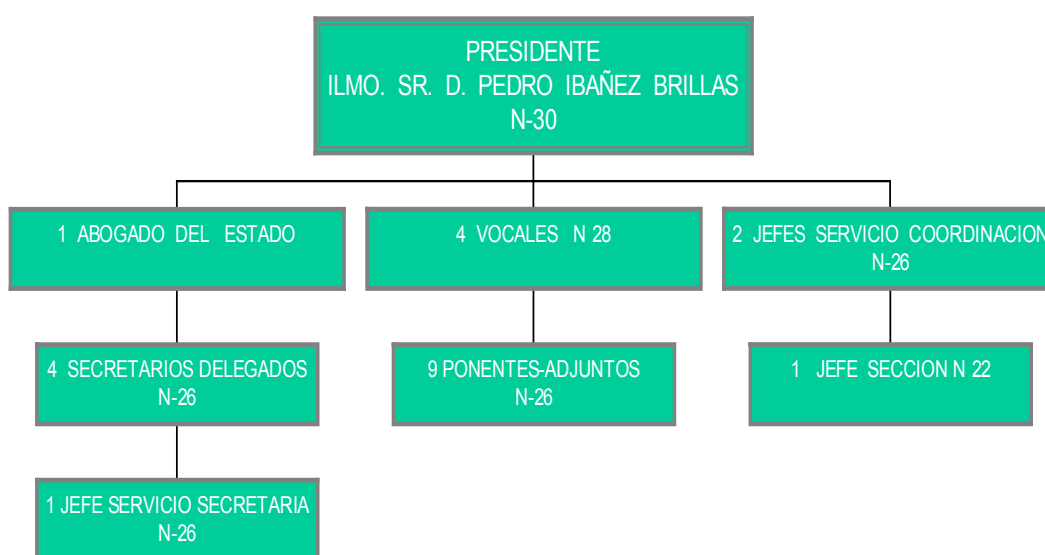 PRESIDENTE
ILMO. SR. D. PEDRO IBAÑEZ BRILLAS
N-30
1 ABOGADO DEL ESTADO
4 VOCALES N 28
2 JEFES SERVICIO COORDINACION
N-26
4 SECRETARIOS DELEGADOS
N-26
9 PONENTES-ADJUNTOS
N-26
1 JEFE SECCION N 22
1 JEFE SERVICIO SECRETARIA
N-26